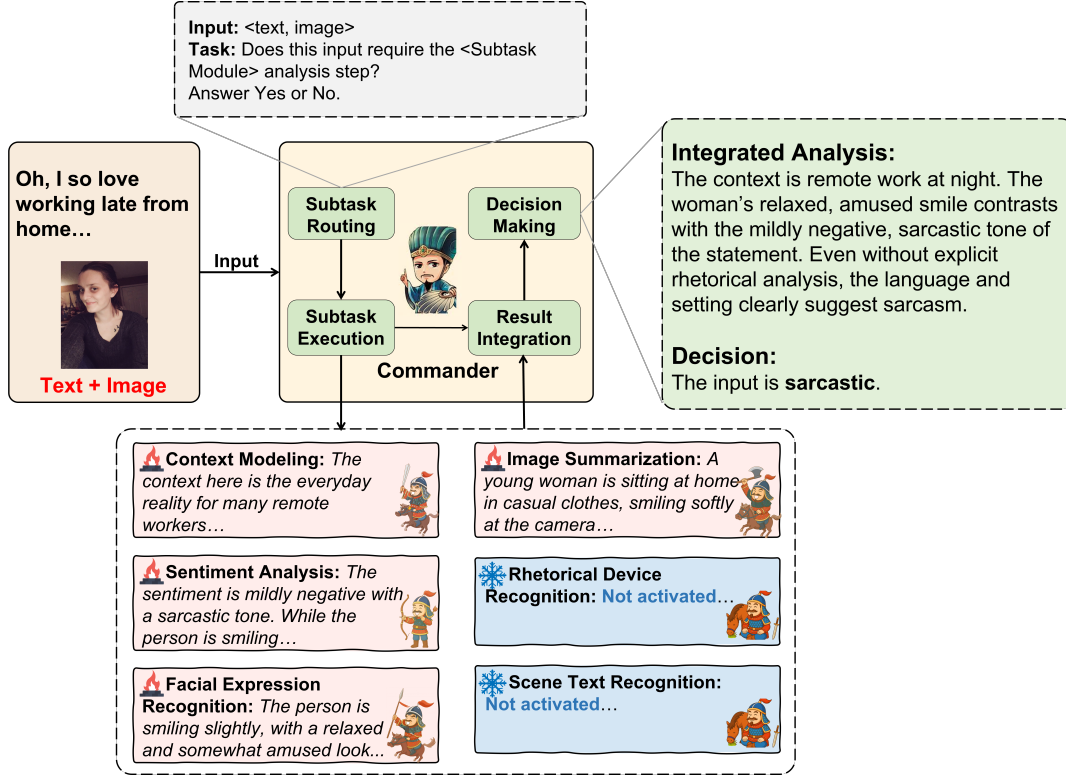 Input: <text, image>
Task: Does this input require the <Subtask
Module> analysis step?
Answer Yes or No.
Oh, I so love
working late from
home…
Text + Image
Input
Subtask
Routing
Decision
Making
Subtask
Execution
Result
Integration
Commander
Integrated Analysis:
The context is remote work at night. The
woman's relaxed, amused smile contrasts
with the mildly negative, sarcastic tone of
the statement. Even without explicit
rhetorical analysis, the language and
setting clearly suggest sarcasm.
Decision:
The input is sarcastic.
Context Modeling: The
context here is the everyday
reality for many remote
workers…
Image Summarization: A
young woman is sitting at home
in casual clothes, smiling softly
at the camera…
Sentiment Analysis: The
sentiment is mildly negative with
a sarcastic tone. While the
person is smiling…
Rhetorical Device
Recognition: Not activated…
Facial Expression
Recognition: The person is
smiling slightly, with a relaxed
and somewhat amused look...
Scene Text Recognition:
Not activated…